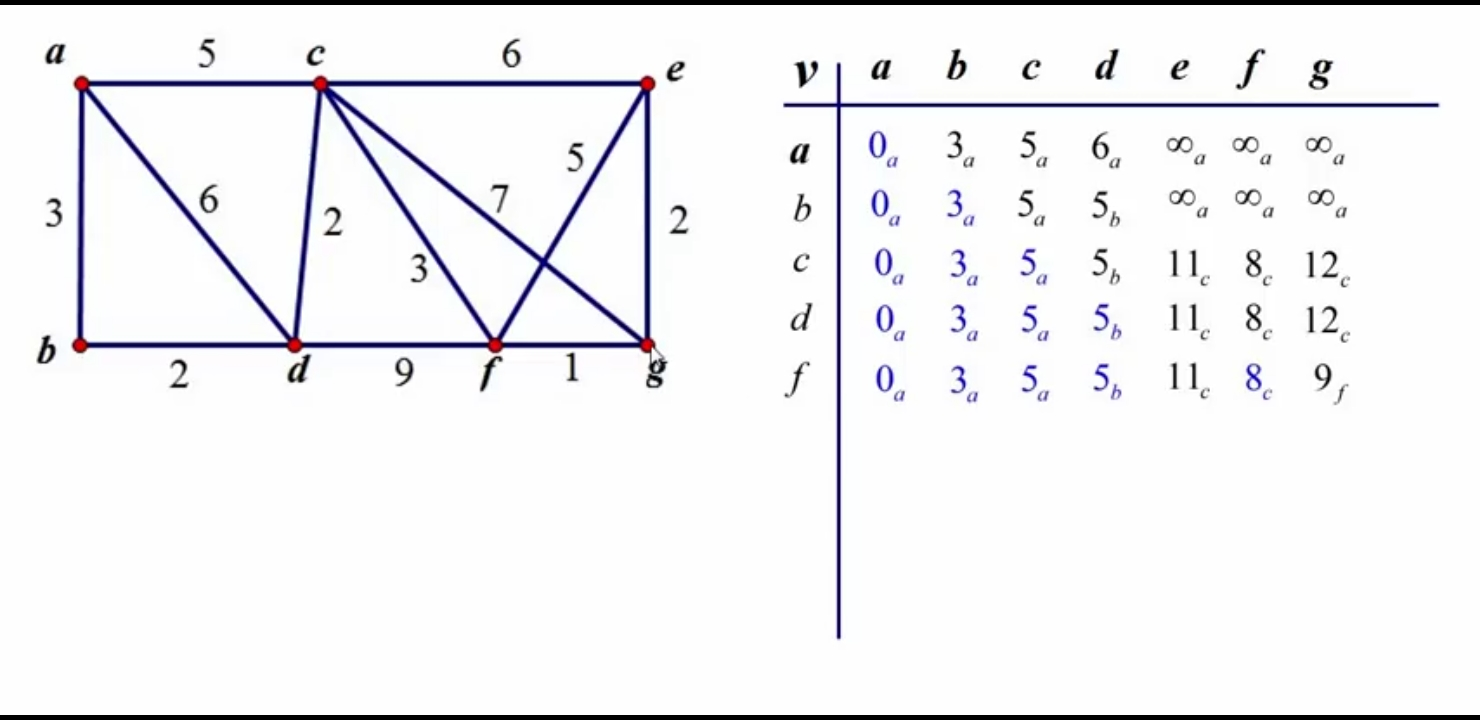 a 5 c 6 e
3 6 2 3 7 5 2
b 2 d 9 f 1 g
v a b c d e f g
a 0a 3a 5a 6a ∞a ∞a ∞a
b 0a 3a 5a 5b ∞a ∞a ∞a
c 0a 3a 5a 5b 11c 8c 12c
d 0a 3a 5a 5b 11c 8c 12c
f 0a 3a 5a 5b 11c 8c 9f